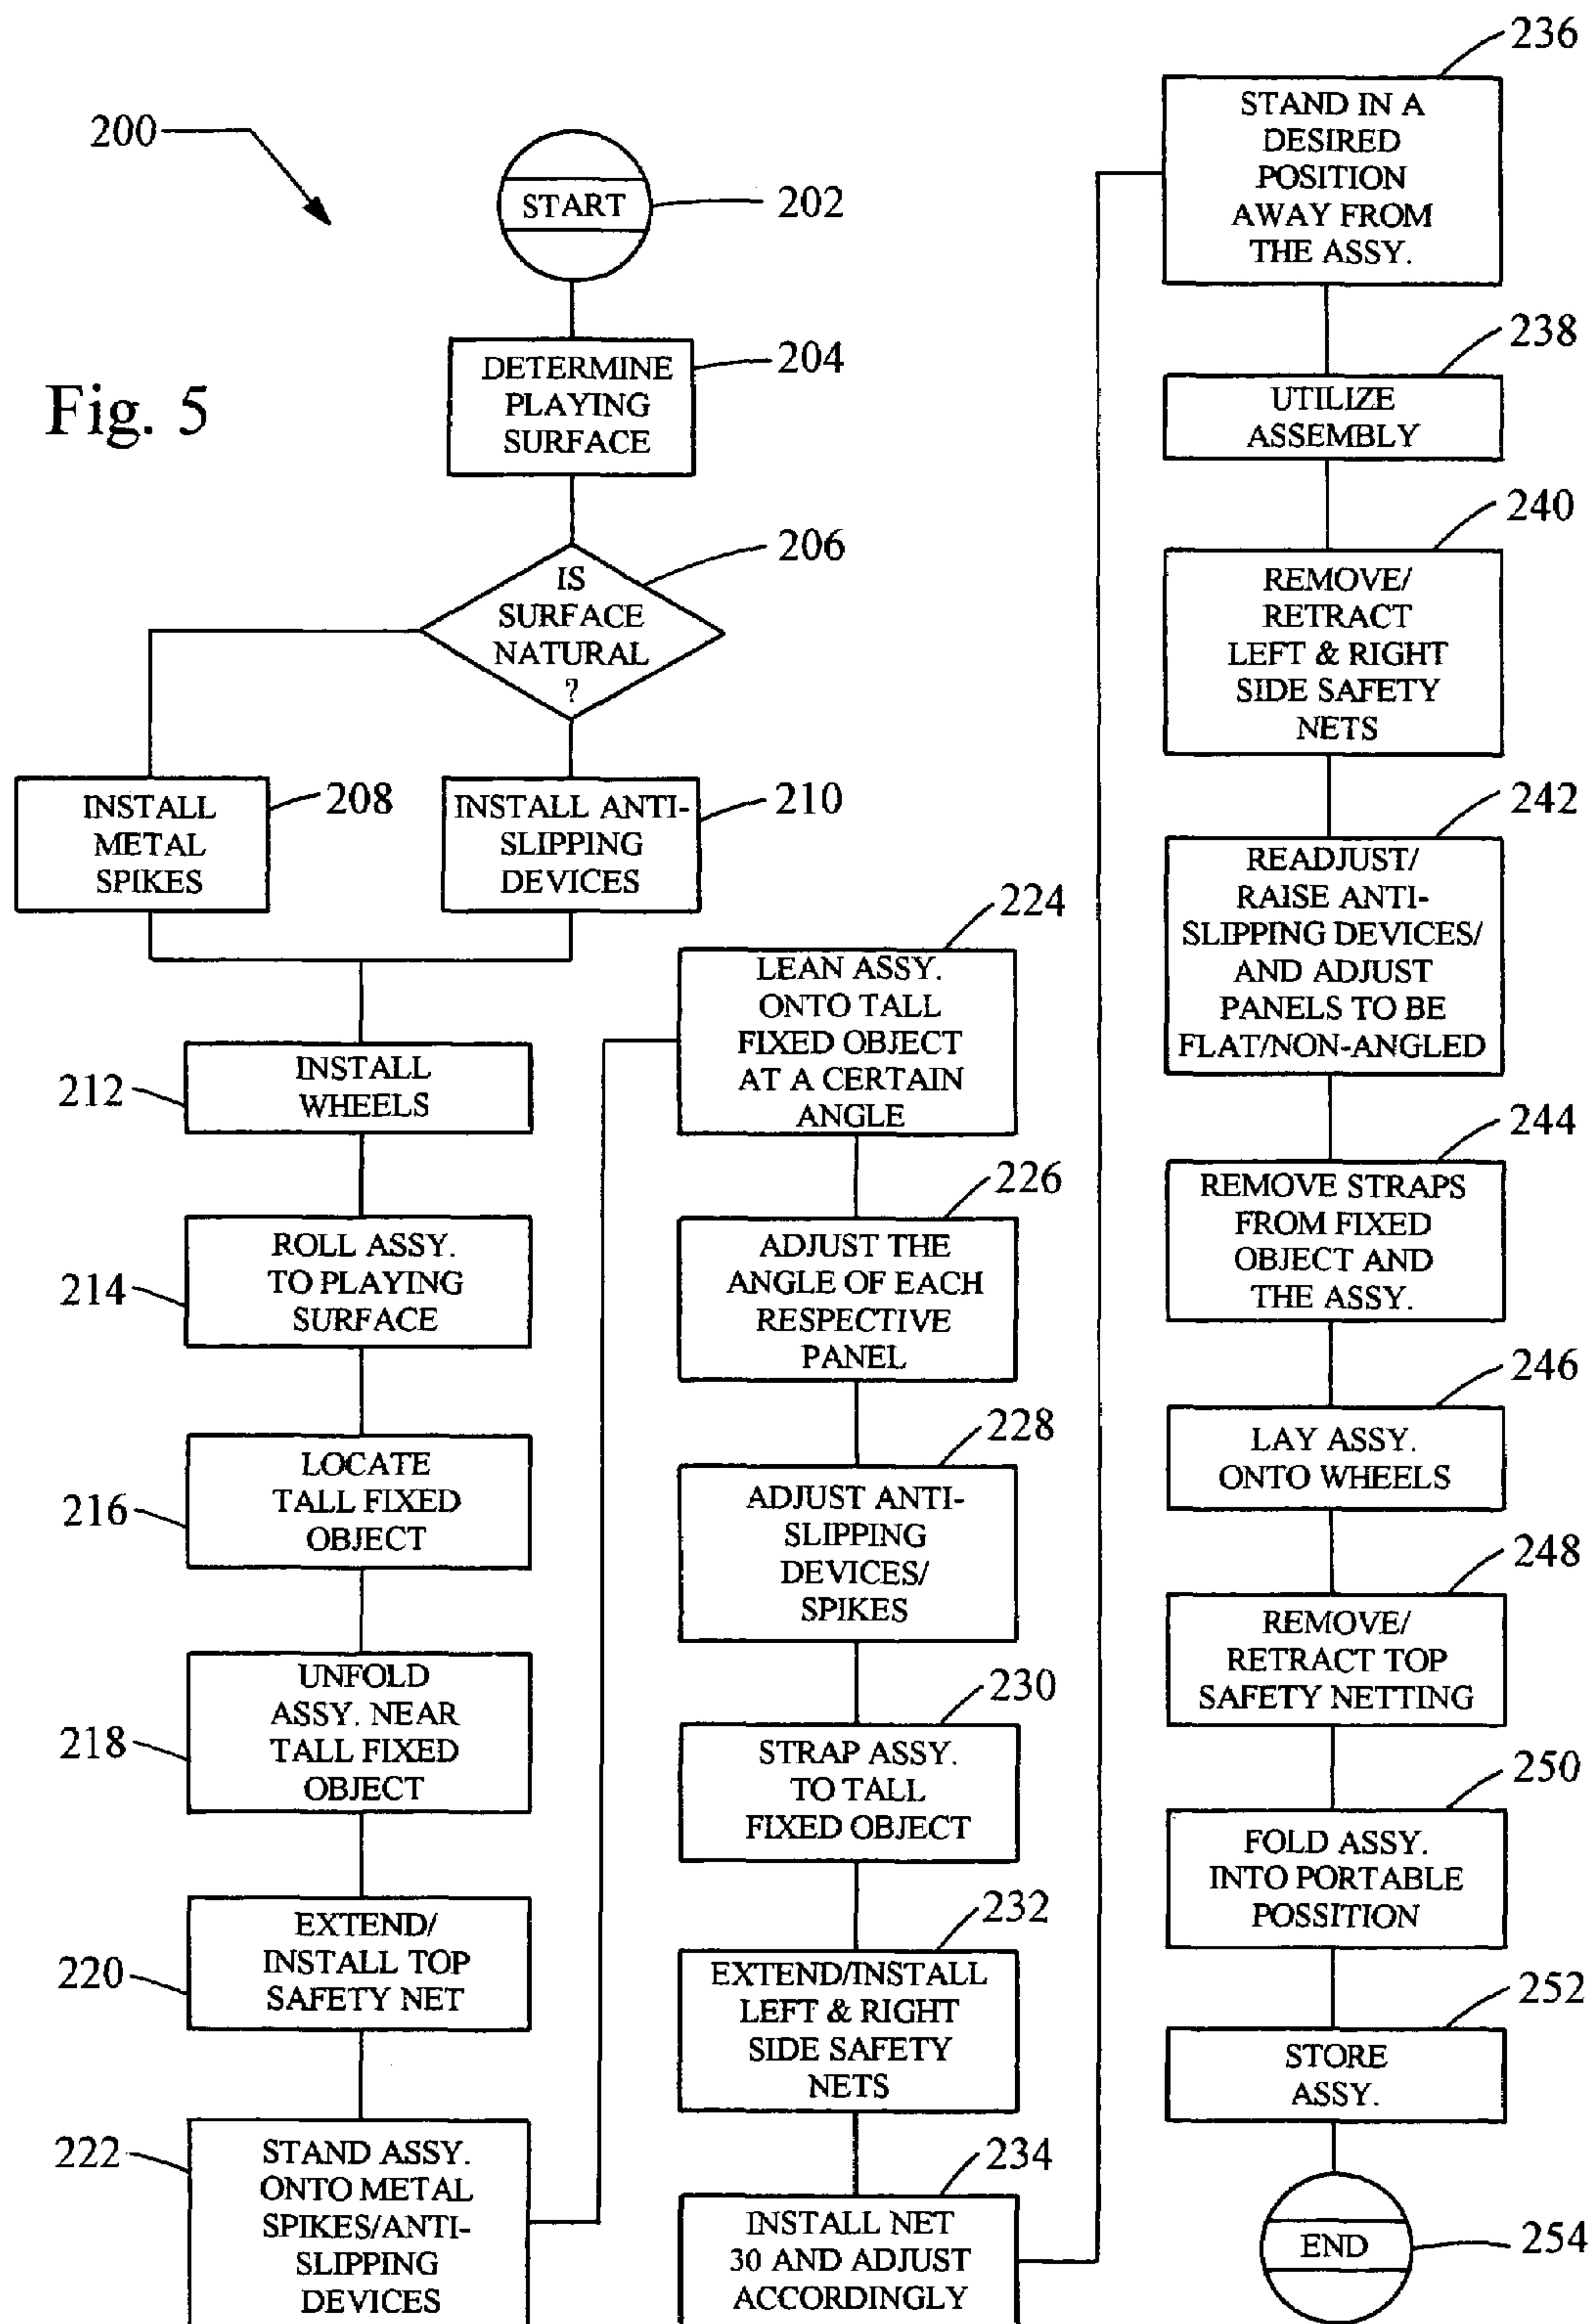 Fig. 5
200
START
202
DETERMINE
PLAYING
SURFACE
204
IS
SURFACE
NATURAL
?
206
INSTALL
METAL
SPIKES
208
INSTALL ANTI-
SLIPPING
DEVICES
210
INSTALL
WHEELS
212
ROLL ASSY.
TO PLAYING
SURFACE
214
LOCATE
TALL FIXED
OBJECT
216
UNFOLD
ASSY. NEAR
TALL FIXED
OBJECT
218
EXTEND/
INSTALL TOP
SAFETY NET
220
STAND ASSY.
ONTO METAL
SPIKES/ANTI-
SLIPPING
DEVICES
222
LEAN ASSY.
ONTO TALL
FIXED OBJECT
AT A CERTAIN
ANGLE
224
ADJUST THE
ANGLE OF EACH
RESPECTIVE
PANEL
226
ADJUST ANTI-
SLIPPING
DEVICES/
SPIKES
228
STRAP ASSY.
TO TALL
FIXED OBJECT
230
EXTEND/INSTALL
LEFT & RIGHT
SIDE SAFETY
NETS
232
INSTALL NET
30 AND ADJUST
ACCORDINGLY
234
STAND IN A
DESIRED
POSITION
AWAY FROM
THE ASSY.
236
UTILIZE
ASSEMBLY
238
REMOVE/
RETRACT
LEFT & RIGHT
SIDE SAFETY
NETS
240
READJUST/
RAISE ANTI-
SLIPPING DEVICES/
AND ADJUST
PANELS TO BE
FLAT/NON-ANGLED
242
REMOVE STRAPS
FROM FIXED
OBJECT AND
THE ASSY.
244
LAY ASSY.
ONTO WHEELS
246
REMOVE/
RETRACT TOP
SAFETY NETTING
248
FOLD ASSY.
INTO PORTABLE
POSSITION
250
STORE
ASSY.
252
END
254